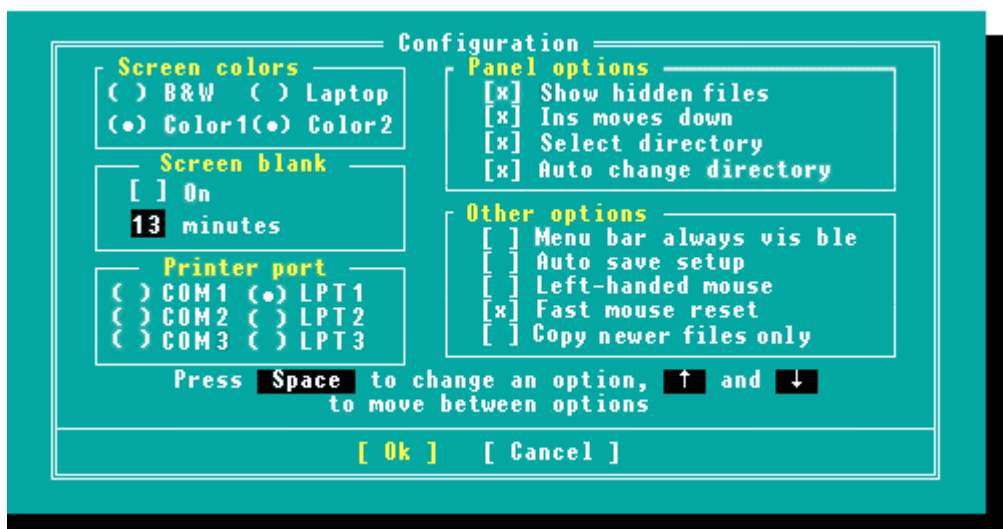 Configuration
Screen colors
( ) B&W ( ) Laptop
(•) Color1(•) Color2
Screen blank
[ ] On
13 minutes
Printer port
( ) COM1 (•) LPT1
( ) COM2 ( ) LPT2
( ) COM3 ( ) LPT3
Panel options
[x] Show hidden files
[x] Ins moves down
[x] Select directory
[x] Auto change directory
Other options
[ ] Menu bar always vis ble
[ ] Auto save setup
[ ] Left-handed mouse
[x] Fast mouse reset
[ ] Copy newer files only
Press Space to change an option, ↑ and ↓
to move between options
[ Ok ] [ Cancel ]